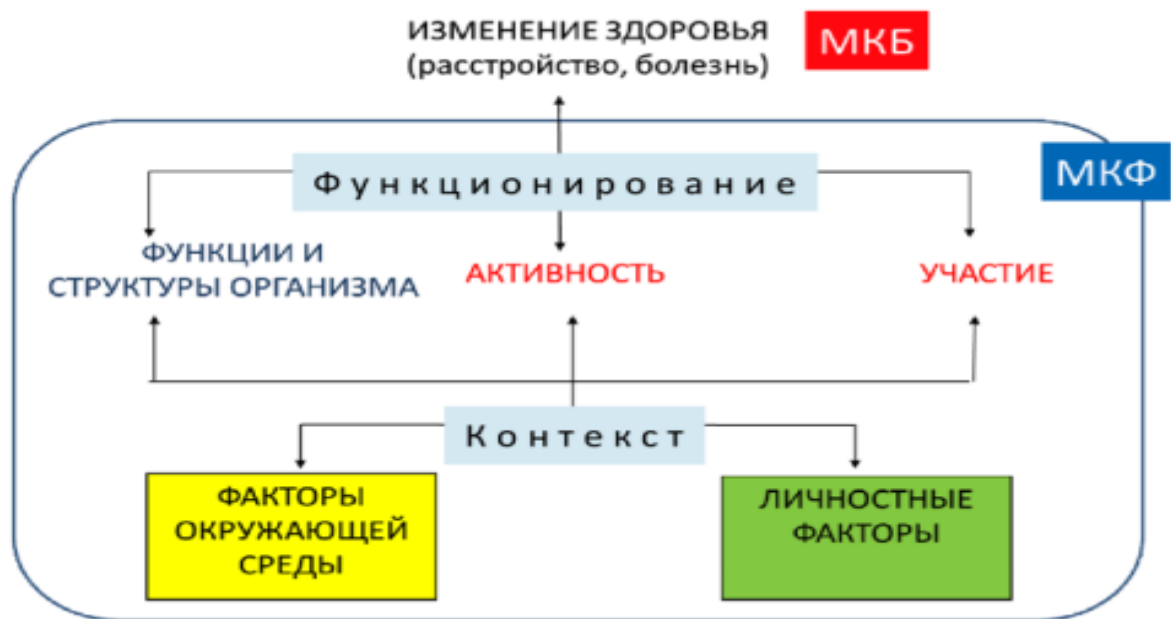 ИЗМЕНЕНИЕ ЗДОРОВЬЯ
(расстройство, болезнь)
МКБ
МКФ
Функционирование
ФУНКЦИИ И
СТРУКТУРЫ ОРГАНИЗМА
АКТИВНОСТЬ
УЧАСТИЕ
Контекст
ФАКТОРЫ
ОКРУЖАЮЩЕЙ
СРЕДЫ
ЛИЧНОСТНЫЕ
ФАКТОРЫ